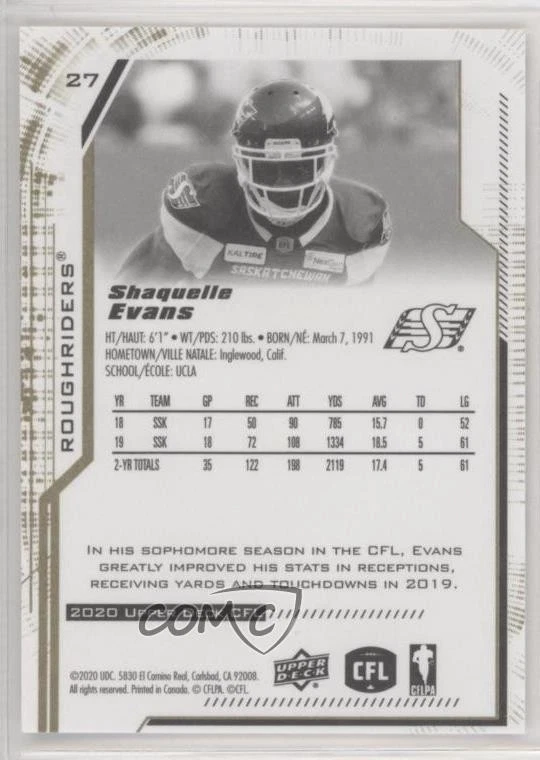 27
ROUGHRIDERS®
S
KALTIRE
SASKATCHEWAN
Shaquelle
Evans
HT/HAUT: 6'1" • WT/PDS: 210 lbs. • BORN/NÉ: March 7, 1991
HOMETOWN/VILLE NATALE: Inglewood, Calif.
SCHOOL/ÉCOLE: UCLA
S®
YR TEAM GP REC ATT YDS AVG TD LG
18 SSK 17 50 90 785 15.7 0 52
19 SSK 18 72 108 1334 18.5 5 61
2-YR TOTALS 35 122 198 2119 17.4 5 61
IN HIS SOPHOMORE SEASON IN THE CFL, EVANS
GREATLY IMPROVED HIS STATS IN RECEPTIONS,
RECEIVING YARDS AND TOUCHDOWNS IN 2019.
2020 UPPER DECK CFL
COMC
©2020 UDC. 5830 El Camino Real, Carlsbad, CA 92008.
All rights reserved. Printed in Canada. © CFLPA. ©CFL.
UPPER
DECK
CFL
CFLPA